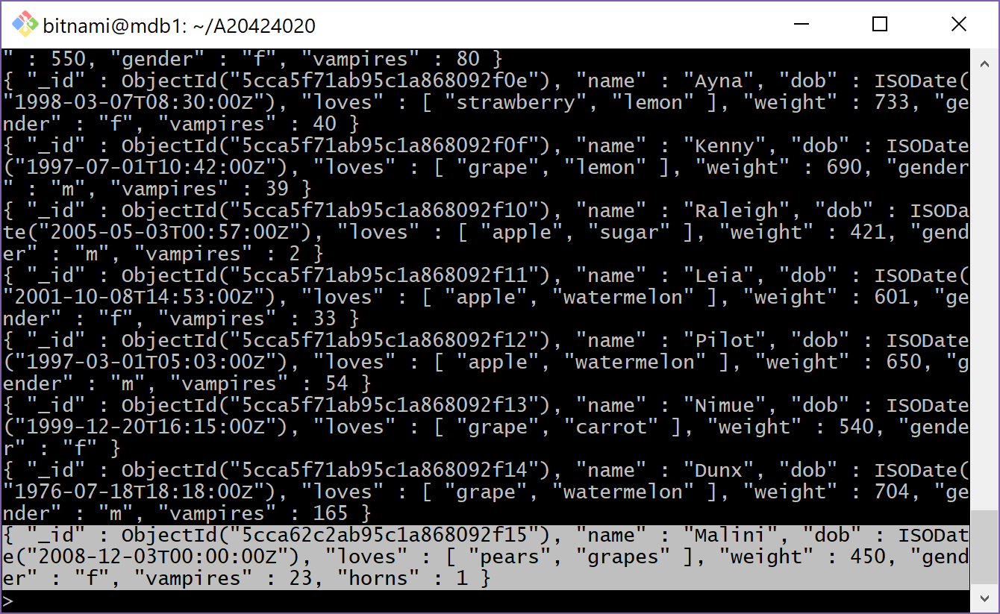 bitnami@mdb1: ~/A20424020
" : 550, "gender" : "f", "vampires" : 80 }
{ "_id" : ObjectId("5cca5f71ab95c1a868092f0e"), "name" : "Ayna", "dob" : ISODate(
"1998-03-07T08:30:00Z"), "loves" : [ "strawberry", "lemon" ], "weight" : 733, "ge
nder" : "f", "vampires" : 40 }
{ "_id" : ObjectId("5cca5f71ab95c1a868092f0f"), "name" : "Kenny", "dob" : ISODate
("1997-07-01T10:42:00Z"), "loves" : [ "grape", "lemon" ], "weight" : 690, "gender
" : "m", "vampires" : 39 }
{ "_id" : ObjectId("5cca5f71ab95c1a868092f10"), "name" : "Raleigh", "dob" : ISODa
te("2005-05-03T00:57:00Z"), "loves" : [ "apple", "sugar" ], "weight" : 421, "gend
er" : "m", "vampires" : 2 }
{ "_id" : ObjectId("5cca5f71ab95c1a868092f11"), "name" : "Leia", "dob" : ISODate(
"2001-10-08T14:53:00Z"), "loves" : [ "apple", "watermelon" ], "weight" : 601, "ge
nder" : "f", "vampires" : 33 }
{ "_id" : ObjectId("5cca5f71ab95c1a868092f12"), "name" : "Pilot", "dob" : ISODate
("1997-03-01T05:03:00Z"), "loves" : [ "apple", "watermelon" ], "weight" : 650, "g
ender" : "m", "vampires" : 54 }
{ "_id" : ObjectId("5cca5f71ab95c1a868092f13"), "name" : "Nimue", "dob" : ISODate
("1999-12-20T16:15:00Z"), "loves" : [ "grape", "carrot" ], "weight" : 540, "gende
r" : "f" }
{ "_id" : ObjectId("5cca5f71ab95c1a868092f14"), "name" : "Dunx", "dob" : ISODate(
"1976-07-18T18:18:00Z"), "loves" : [ "grape", "watermelon" ], "weight" : 704, "ge
nder" : "m", "vampires" : 165 }
{ "_id" : ObjectId("5cca62c2ab95c1a868092f15"), "name" : "Malini", "dob" : ISODat
e("2008-12-03T00:00:00Z"), "loves" : [ "pears", "grapes" ], "weight" : 450, "gend
er" : "f", "vampires" : 23, "horns" : 1 }
>